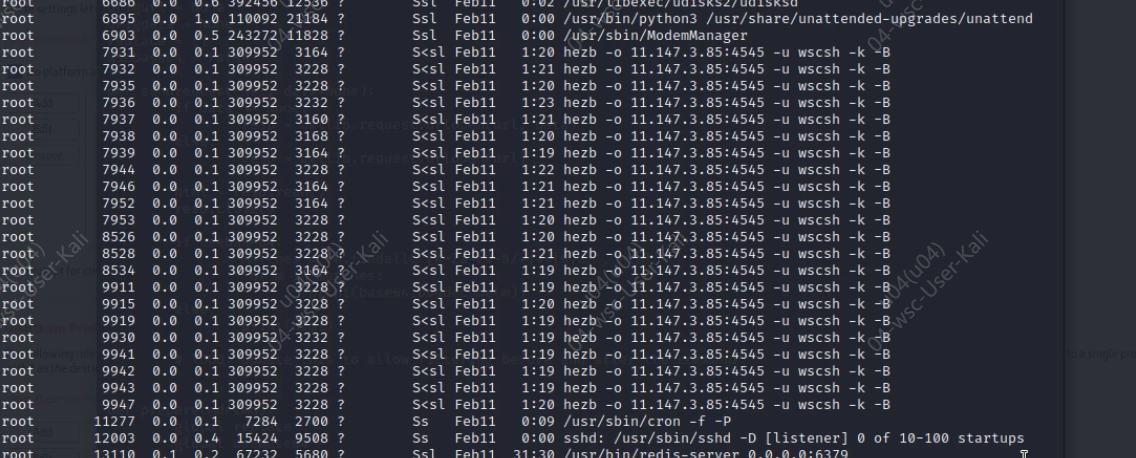 root 6686 0.0 0.6 392456 12536 ? Ssl Feb11 0:02 /usr/libexec/udisks2/udisksd
root 6895 0.0 1.0 110092 21184 ? Ssl Feb11 0:00 /usr/bin/python3 /usr/share/unattended-upgrades/unattend
root 6903 0.0 0.5 243272 11828 ? Ssl Feb11 0:00 /usr/sbin/ModemManager
root 7931 0.0 0.1 309952 3164 ? S<sl Feb11 1:20 hezb -o 11.147.3.85:4545 -u wscsh -k -B
root 7932 0.0 0.1 309952 3228 ? S<sl Feb11 1:21 hezb -o 11.147.3.85:4545 -u wscsh -k -B
root 7935 0.0 0.1 309952 3228 ? S<sl Feb11 1:20 hezb -o 11.147.3.85:4545 -u wscsh -k -B
root 7936 0.0 0.1 309952 3232 ? S<sl Feb11 1:23 hezb -o 11.147.3.85:4545 -u wscsh -k -B
root 7937 0.0 0.1 309952 3160 ? S<sl Feb11 1:21 hezb -o 11.147.3.85:4545 -u wscsh -k -B
root 7938 0.0 0.1 309952 3168 ? S<sl Feb11 1:20 hezb -o 11.147.3.85:4545 -u wscsh -k -B
root 7939 0.0 0.1 309952 3164 ? S<sl Feb11 1:19 hezb -o 11.147.3.85:4545 -u wscsh -k -B
root 7944 0.0 0.1 309952 3228 ? S<sl Feb11 1:22 hezb -o 11.147.3.85:4545 -u wscsh -k -B
root 7946 0.0 0.1 309952 3164 ? S<sl Feb11 1:21 hezb -o 11.147.3.85:4545 -u wscsh -k -B
root 7952 0.0 0.1 309952 3164 ? S<sl Feb11 1:21 hezb -o 11.147.3.85:4545 -u wscsh -k -B
root 7953 0.0 0.1 309952 3228 ? S<sl Feb11 1:20 hezb -o 11.147.3.85:4545 -u wscsh -k -B
root 8526 0.0 0.1 309952 3228 ? S<sl Feb11 1:20 hezb -o 11.147.3.85:4545 -u wscsh -k -B
root 8528 0.0 0.1 309952 3228 ? S<sl Feb11 1:21 hezb -o 11.147.3.85:4545 -u wscsh -k -B
root 8534 0.0 0.1 309952 3164 ? S<sl Feb11 1:19 hezb -o 11.147.3.85:4545 -u wscsh -k -B
root 9911 0.0 0.1 309952 3228 ? S<sl Feb11 1:19 hezb -o 11.147.3.85:4545 -u wscsh -k -B
root 9915 0.0 0.1 309952 3228 ? S<sl Feb11 1:20 hezb -o 11.147.3.85:4545 -u wscsh -k -B
root 9919 0.0 0.1 309952 3228 ? S<sl Feb11 1:19 hezb -o 11.147.3.85:4545 -u wscsh -k -B
root 9930 0.0 0.1 309952 3232 ? S<sl Feb11 1:19 hezb -o 11.147.3.85:4545 -u wscsh -k -B
root 9941 0.0 0.1 309952 3228 ? S<sl Feb11 1:19 hezb -o 11.147.3.85:4545 -u wscsh -k -B
root 9942 0.0 0.1 309952 3228 ? S<sl Feb11 1:19 hezb -o 11.147.3.85:4545 -u wscsh -k -B
root 9943 0.0 0.1 309952 3228 ? S<sl Feb11 1:19 hezb -o 11.147.3.85:4545 -u wscsh -k -B
root 9947 0.0 0.1 309952 3228 ? S<sl Feb11 1:20 hezb -o 11.147.3.85:4545 -u wscsh -k -B
root 11277 0.0 0.1 7284 2700 ? Ss Feb11 0:09 /usr/sbin/cron -f -P
root 12003 0.0 0.4 15424 9508 ? Ss Feb11 0:00 sshd: /usr/sbin/sshd -D [listener] 0 of 10-100 startups
root 13110 0.1 0.2 67232 5680 ? Ssl Feb11 31:30 /usr/bin/redis-server 0.0.0.0:6379
u04(u04)
04-wsc-User-Kali